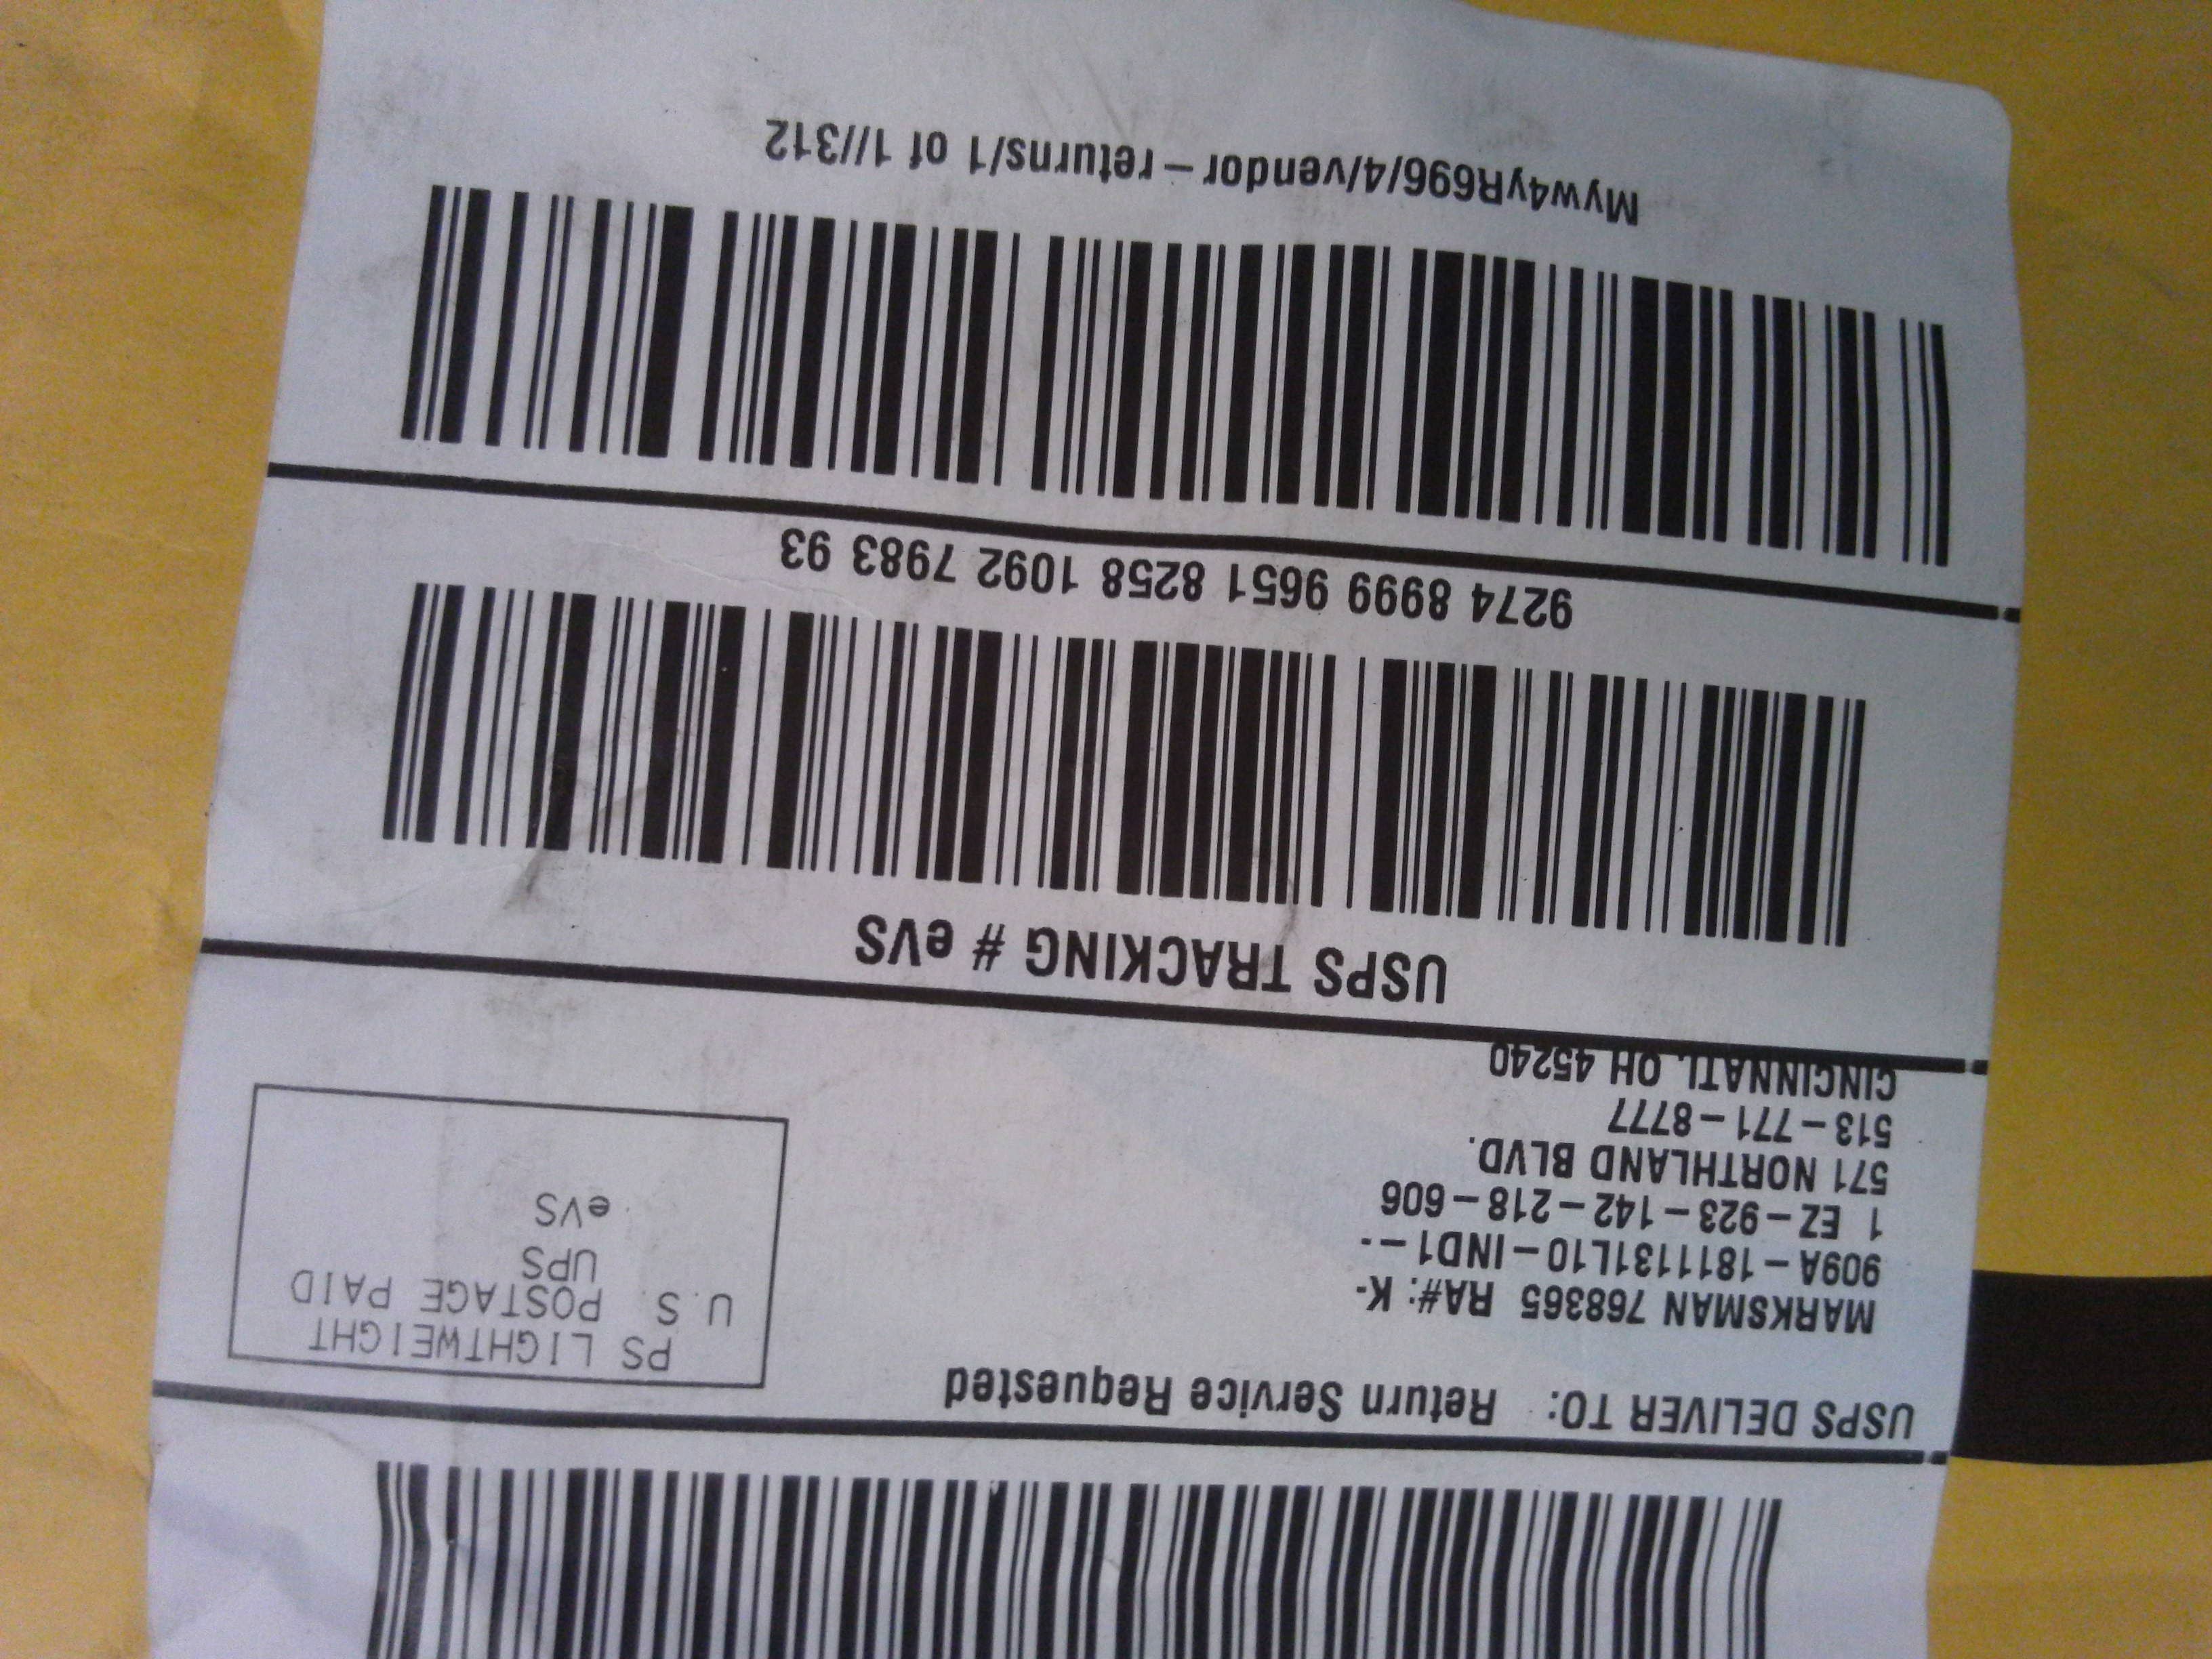 USPS DELIVER TO: Return Service Requested
MARKSMAN 768365 RA#: K-
909A-1811131L10-IND1--
1 EZ-923-142-218-606
571 NORTHLAND BLVD.
513-771-8777
CINCINNATI, OH 45240
PS LIGHTWEIGHT
U.S. POSTAGE PAID
UPS
eVS
USPS TRACKING # eVS
9274 8999 9651 8258 1092 7983 93
Myw4yR696/4/vendor-returns/1 of 1//312